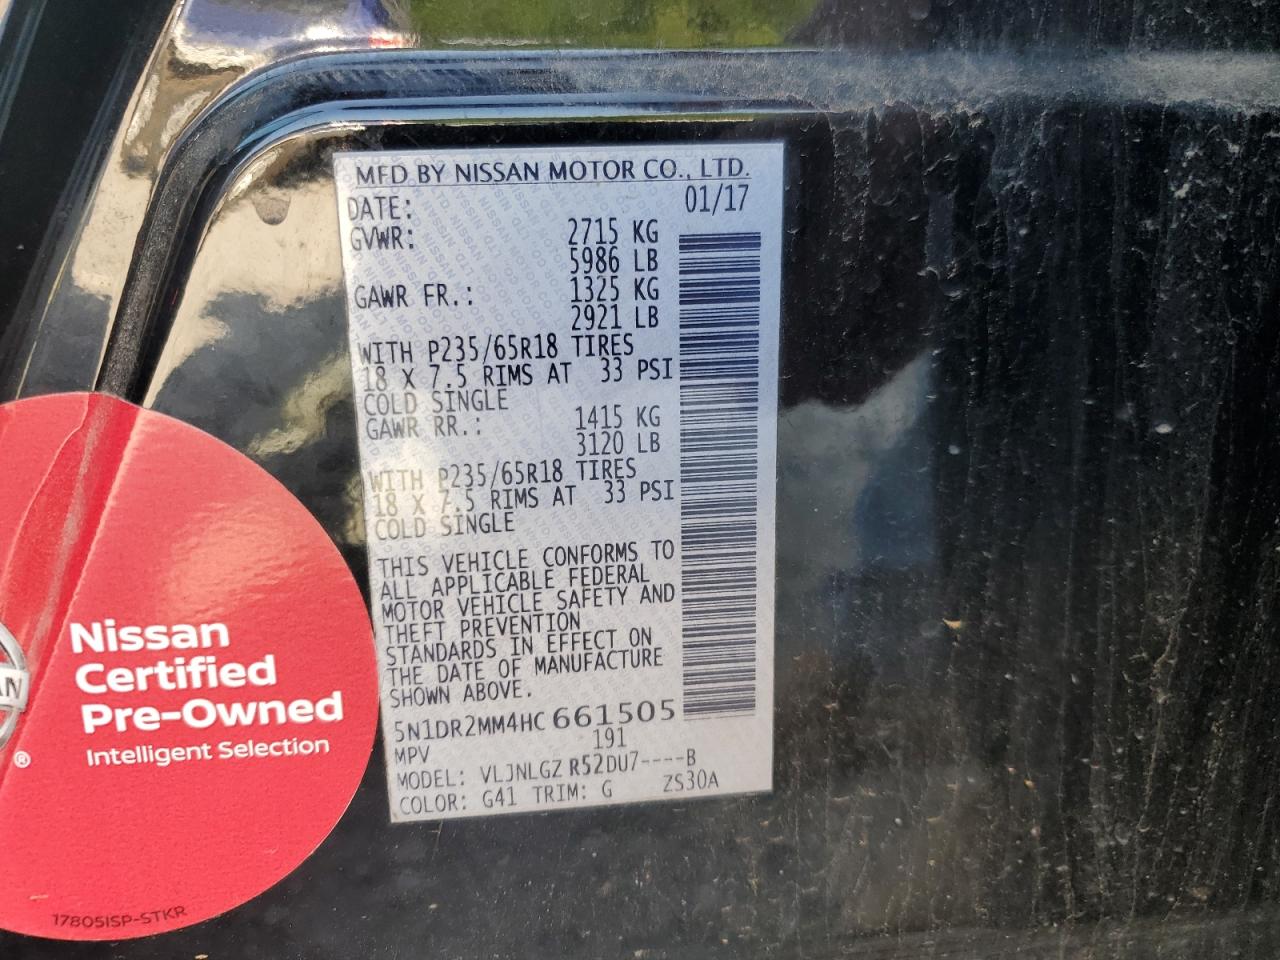 MFD BY NISSAN MOTOR CO., LTD.
DATE: 01/17
GVWR: 2715 KG
5986 LB
GAWR FR.: 1325 KG
2921 LB
WITH P235/65R18 TIRES
18 X 7.5 RIMS AT 33 PSI
COLD SINGLE
GAWR RR.: 1415 KG
3120 LB
WITH P235/65R18 TIRES
18 X 7.5 RIMS AT 33 PSI
COLD SINGLE
THIS VEHICLE CONFORMS TO
ALL APPLICABLE FEDERAL
MOTOR VEHICLE SAFETY AND
THEFT PREVENTION
STANDARDS IN EFFECT ON
THE DATE OF MANUFACTURE
SHOWN ABOVE.
5N1DR2MM4HC661505
MPV 191
MODEL: VLJNLGZ R52DU7----B
COLOR: G41 TRIM: G ZS30A
Nissan
Certified
Pre-Owned
Intelligent Selection
®
17805ISP-STKR